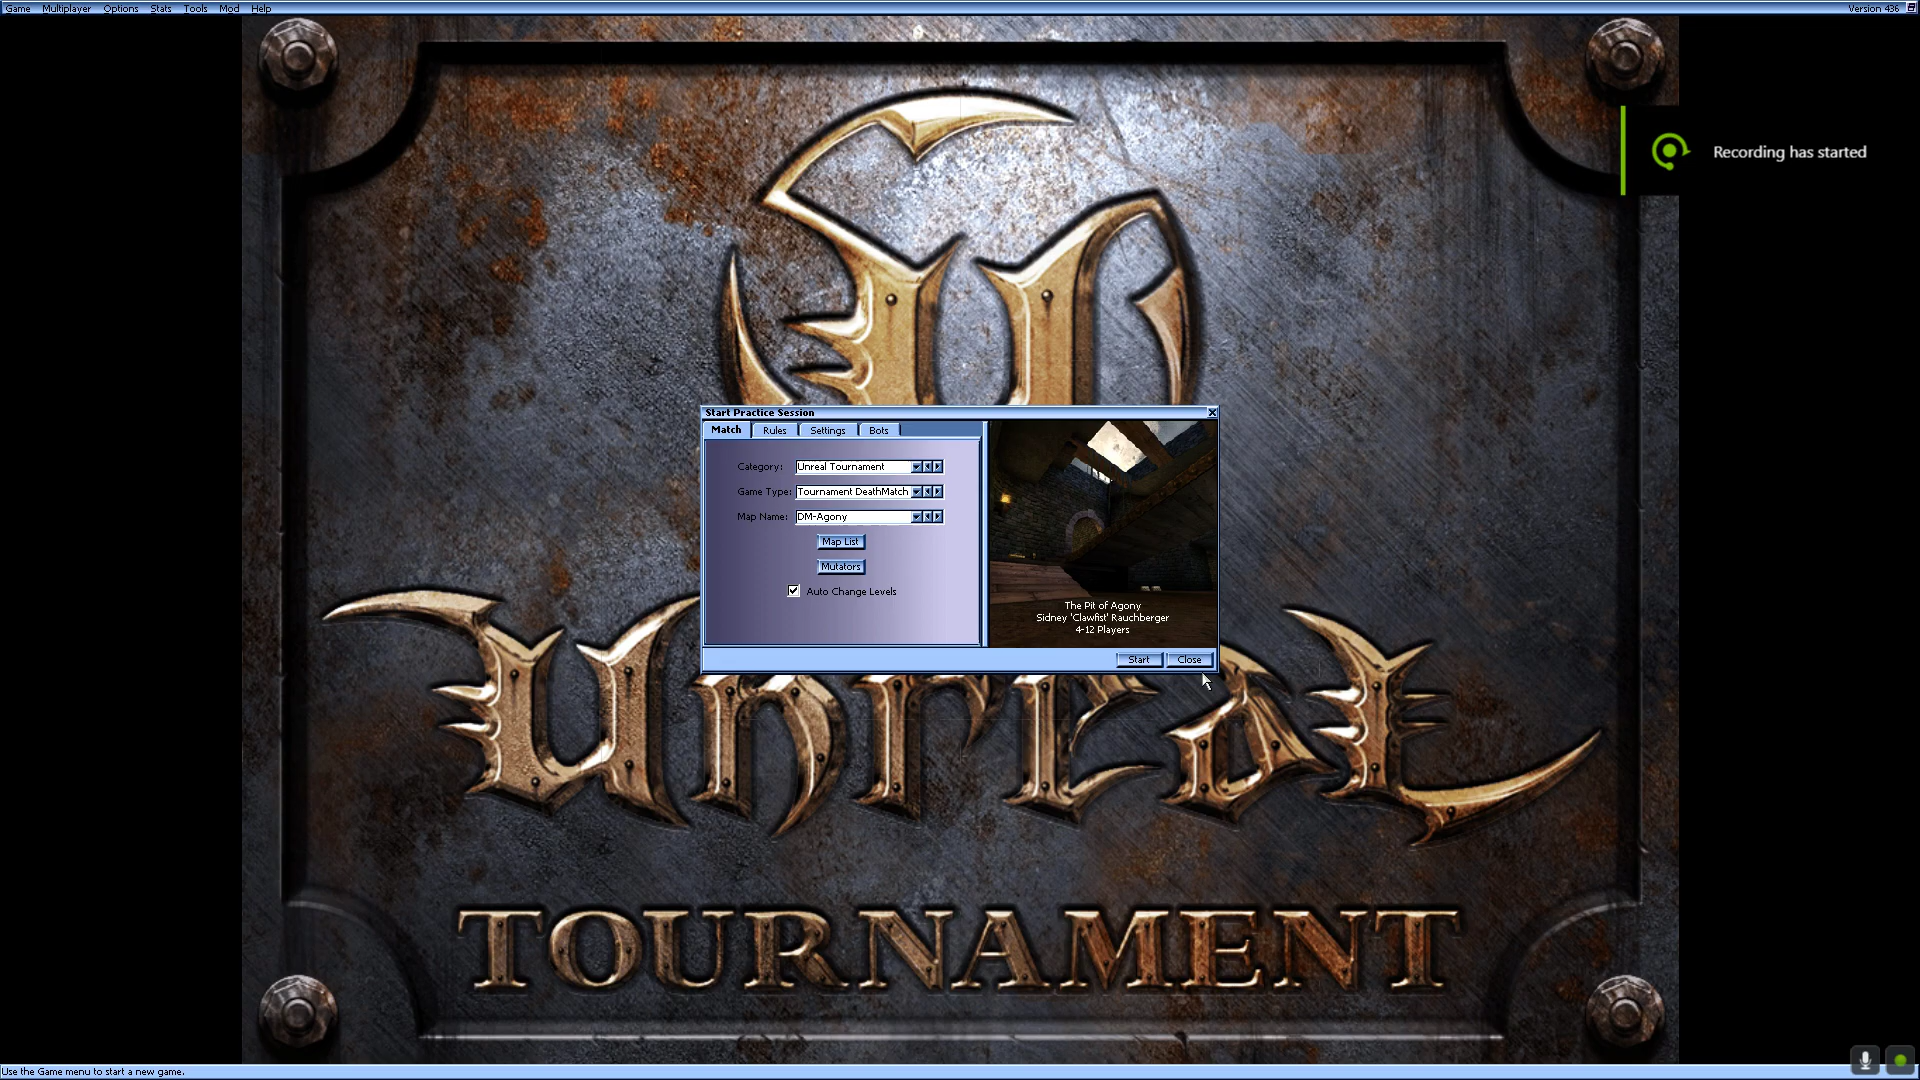 Game Multiplayer Options Stats Tools Mod Help Version 436
Recording has started
Start Practice Session
Match Rules Settings Bots
Category: Unreal Tournament
Game Type: Tournament DeathMatch
Map Name: DM-Agony
Map List
Mutators
Auto Change Levels
The Pit of Agony
Sidney 'Clawfist' Rauchberger
4-12 Players
Start Close
Unreal
TOURNAMENT
Use the Game menu to start a new game.